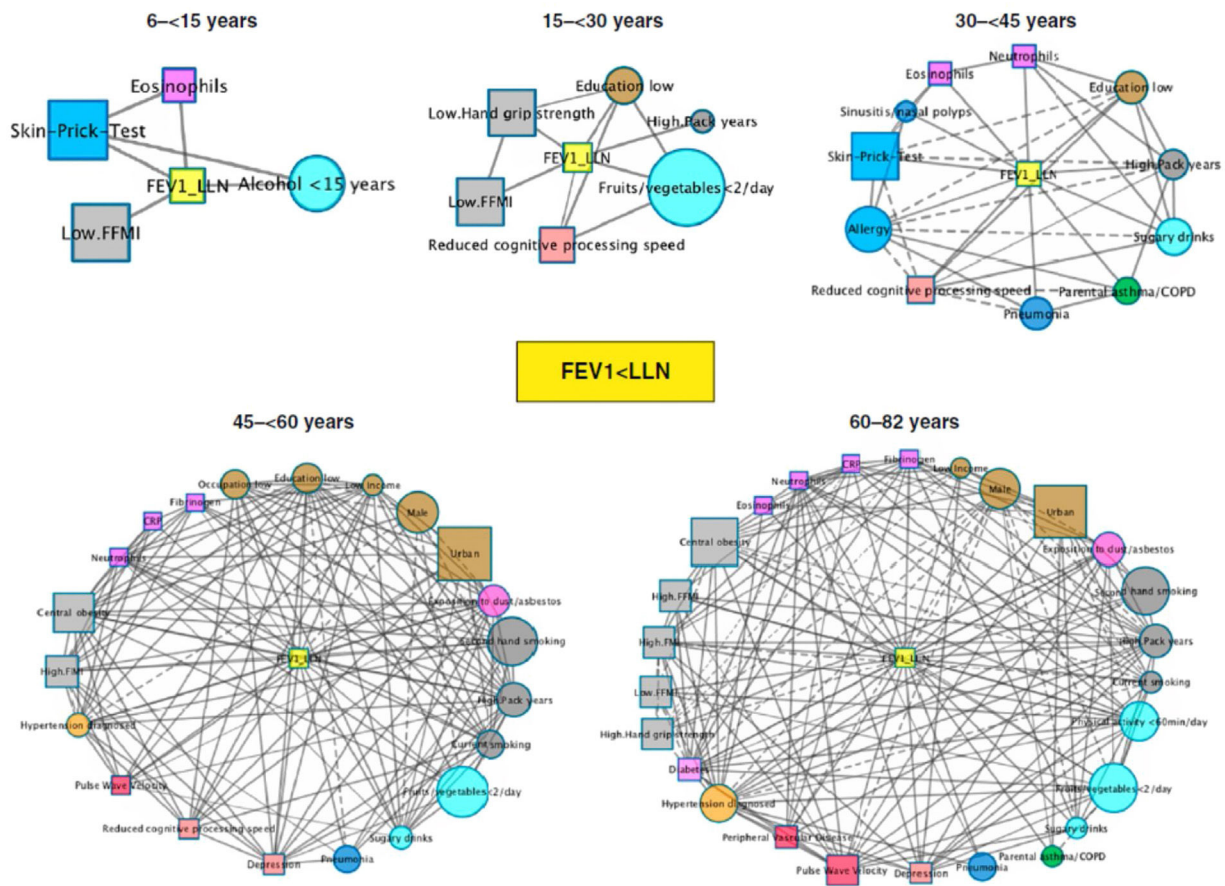 6–<15 years
Eosinophils
Skin-Prick-Test
FEV1_LLN
Alcohol <15 years
Low.FFMI
15–<30 years
Education low
Low.Hand grip strength
High.Pack years
FEV1_LLN
Fruits/vegetables<2/day
Low.FFMI
Reduced cognitive processing speed
30–<45 years
Neutrophils
Eosinophils
Education low
Sinusitis/nasal polyps
Skin-Prick-Test
High.Pack years
FEV1_LLN
Allergy
Sugary drinks
Reduced cognitive processing speed
Parental asthma/COPD
Pneumonia
FEV1<LLN
45–<60 years
Education low
Occupation low
Low Income
Fibrinogen
Male
CRP
Urban
Neutrophils
Exposition to dust/asbestos
Central obesity
Second hand smoking
FEV1_LLN
High.FMI
High.Pack years
Hypertension diagnosed
Current smoking
Pulse Wave Velocity
Fruits/vegetables<2/day
Reduced cognitive processing speed
Sugary drinks
Depression
Pneumonia
60–82 years
Fibrinogen
CRP
Low Income
Neutrophils
Male
Eosinophils
Urban
Central obesity
Exposition to dust/asbestos
High.FFMI
Second hand smoking
High.FMI
High.Pack years
FEV1_LLN
Low.FFMI
Current smoking
High.Hand grip strength
Physical activity <60min/day
Diabetes
Hypertension diagnosed
Fruits/vegetables<2/day
Peripheral Vascular Disease
Sugary drinks
Parental asthma/COPD
Pulse Wave Velocity
Depression
Pneumonia